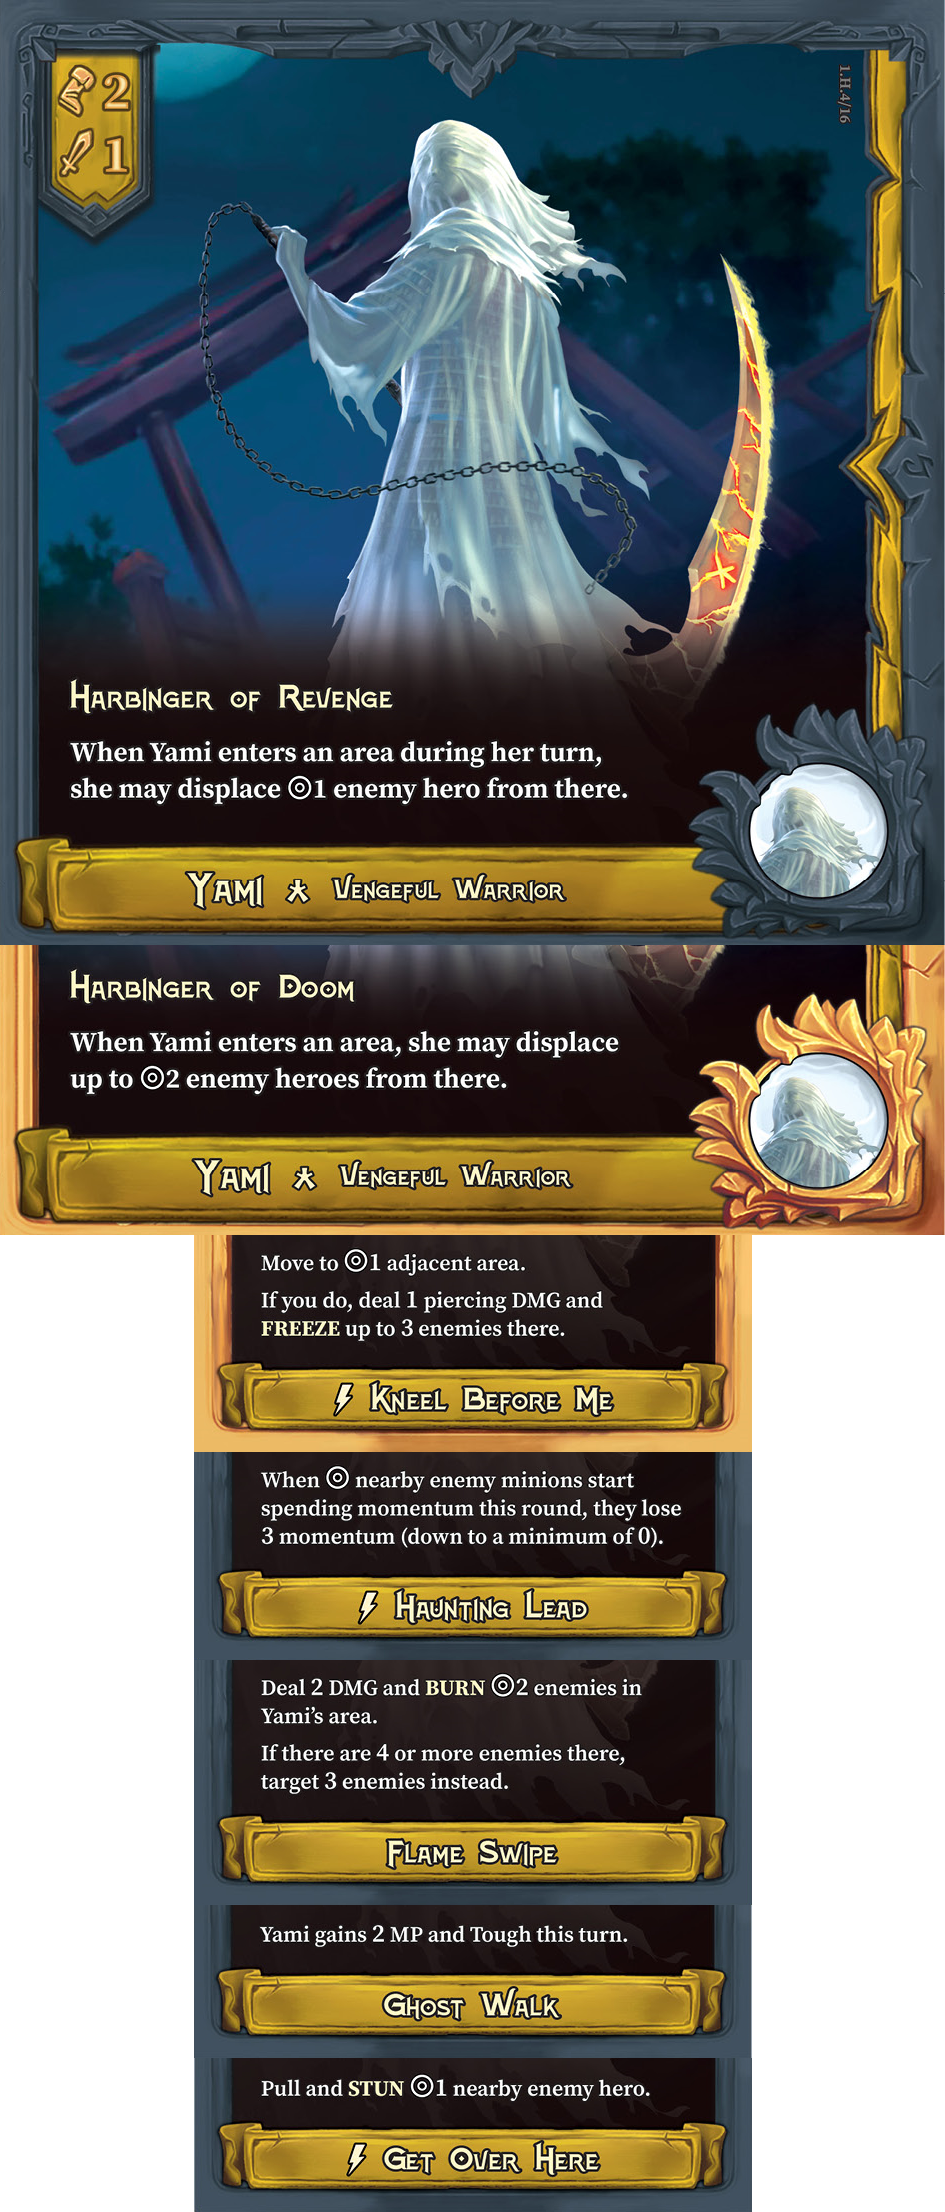 2
1
1.H.4/16
Harbinger of Revenge
When Yami enters an area during her turn,
she may displace ◎1 enemy hero from there.
Yami Vengeful Warrior
Harbinger of Doom
When Yami enters an area, she may displace
up to ◎2 enemy heroes from there.
Yami Vengeful Warrior
Move to ◎1 adjacent area.
If you do, deal 1 piercing DMG and
FREEZE up to 3 enemies there.
Kneel Before Me
When ◎ nearby enemy minions start
spending momentum this round, they lose
3 momentum (down to a minimum of 0).
Haunting Lead
Deal 2 DMG and BURN ◎2 enemies in
Yami's area.
If there are 4 or more enemies there,
target 3 enemies instead.
Flame Swipe
Yami gains 2 MP and Tough this turn.
Ghost Walk
Pull and STUN ◎1 nearby enemy hero.
Get Over Here